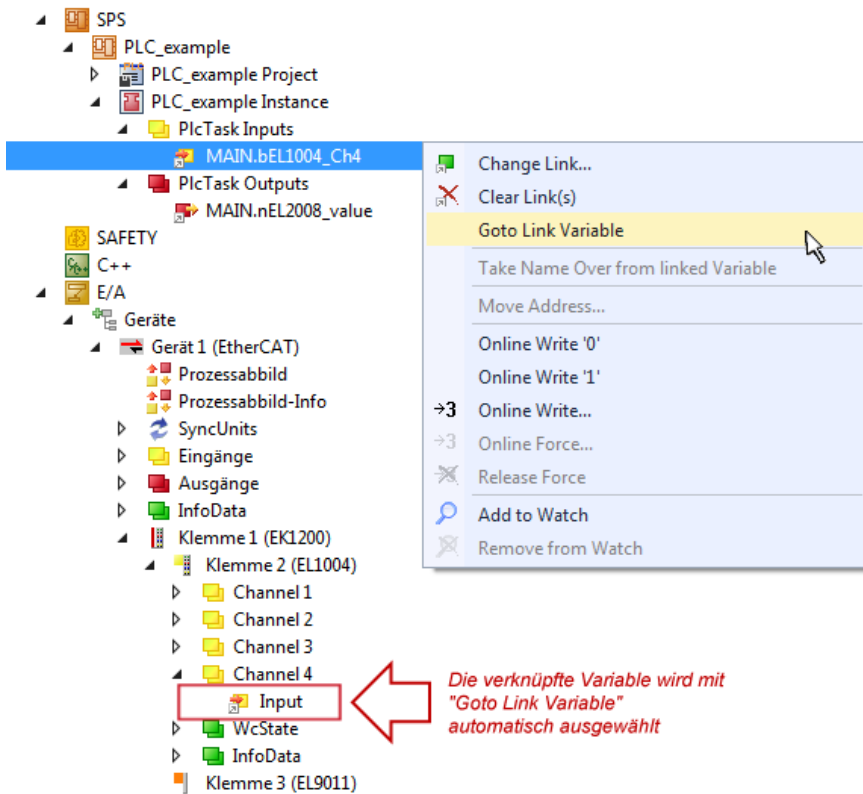 SPS
PLC_example
PLC_example Project
PLC_example Instance
PlcTask Inputs
MAIN.bEL1004_Ch4
PlcTask Outputs
MAIN.nEL2008_value
SAFETY
C++
E/A
Geräte
Gerät 1 (EtherCAT)
Prozessabbild
Prozessabbild-Info
SyncUnits
Eingänge
Ausgänge
InfoData
Klemme 1 (EK1200)
Klemme 2 (EL1004)
Channel 1
Channel 2
Channel 3
Channel 4
Input
WcState
InfoData
Klemme 3 (EL9011)
Change Link...
Clear Link(s)
Goto Link Variable
Take Name Over from linked Variable
Move Address...
Online Write '0'
Online Write '1'
→3 Online Write...
→3 Online Force...
Release Force
Add to Watch
Remove from Watch
Die verknüpfte Variable wird mit
"Goto Link Variable"
automatisch ausgewählt